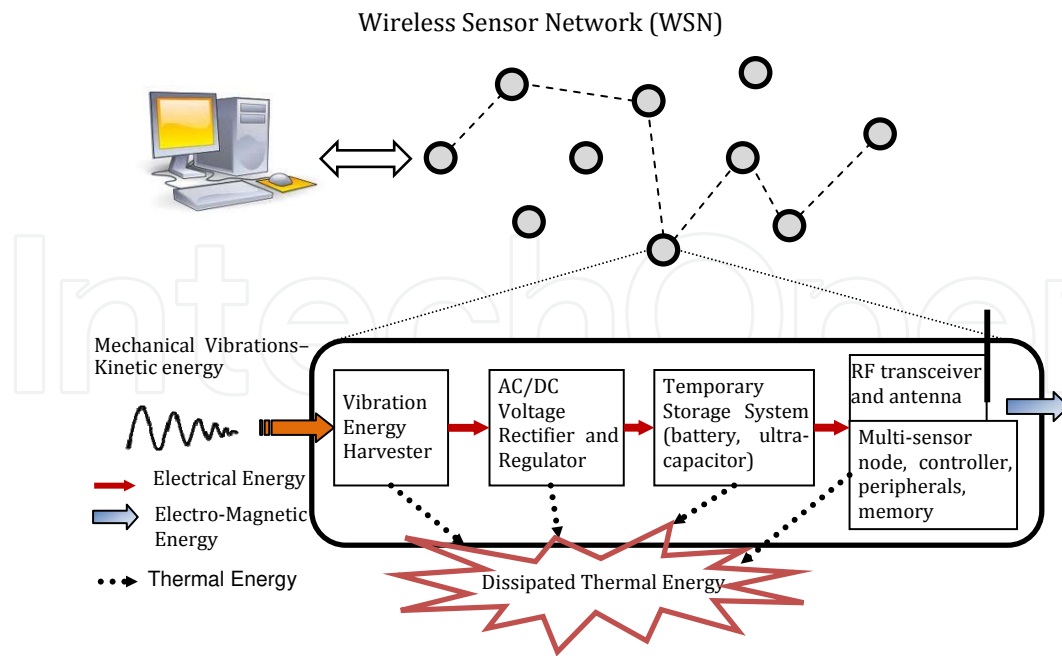 Wireless Sensor Network (WSN)
IntechOpen
Mechanical Vibrations–
Kinetic energy
Vibration
Energy
Harvester
AC/DC
Voltage
Rectifier and
Regulator
Temporary
Storage System
(battery, ultra-
capacitor)
RF transceiver
and antenna
Multi-sensor
node, controller,
peripherals,
memory
Electrical Energy
Electro-Magnetic
Energy
Thermal Energy
Dissipated Thermal Energy